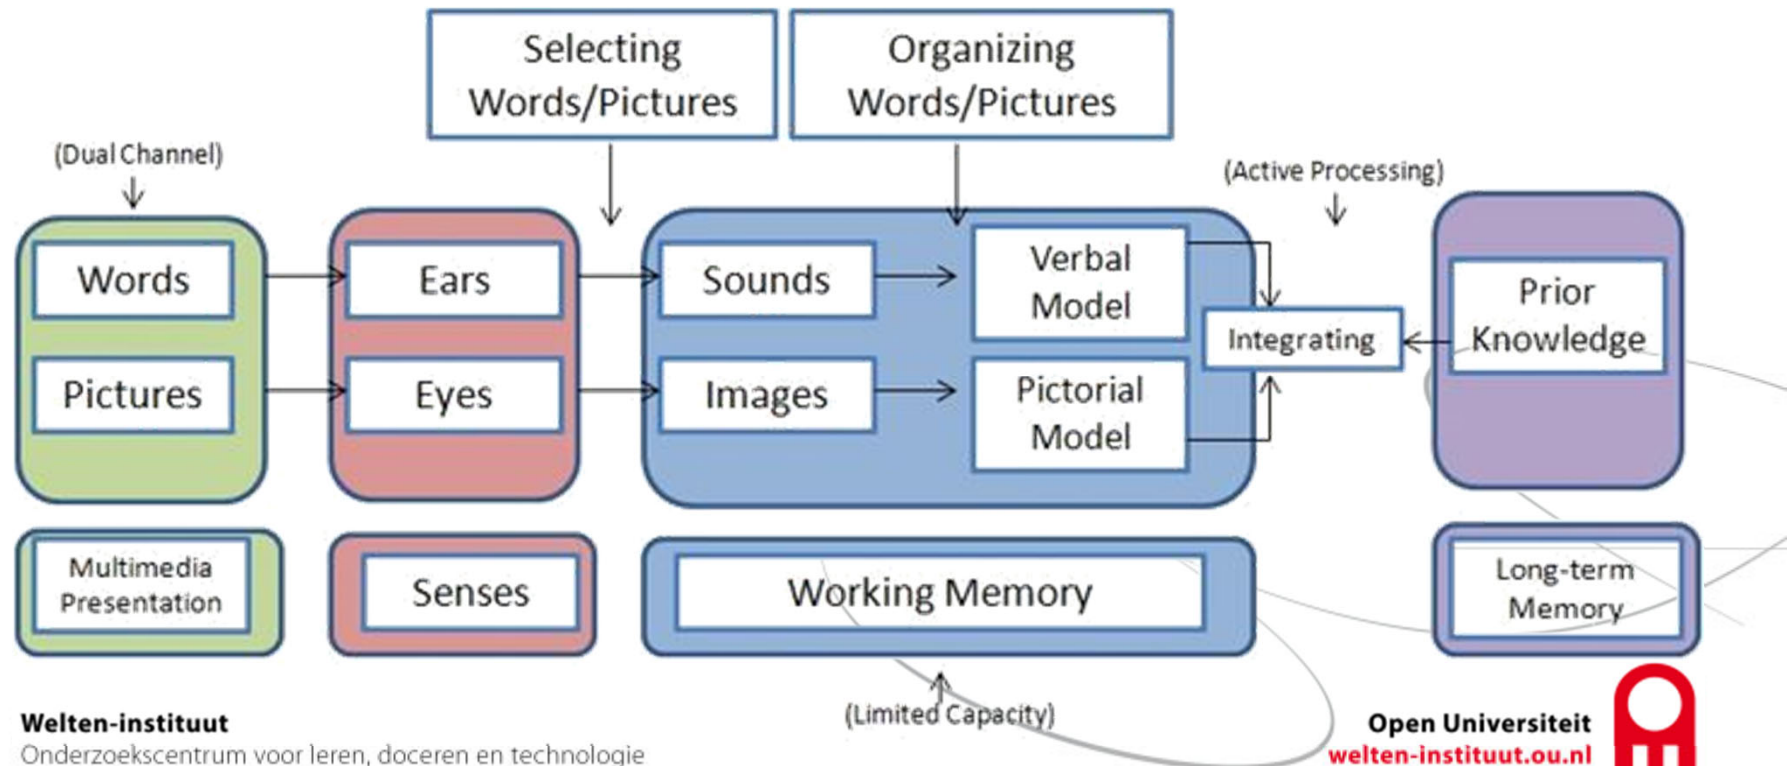 Selecting
Words/Pictures
Organizing
Words/Pictures
(Dual Channel)
(Active Processing)
Words
Ears
Sounds
Verbal
Model
Integrating
Prior
Knowledge
Pictures
Eyes
Images
Pictorial
Model
Multimedia
Presentation
Senses
Working Memory
Long-term
Memory
(Limited Capacity)
Welten-instituut
Onderzoekscentrum voor leren, doceren en technologie
Open Universiteit
welten-instituut.ou.nl